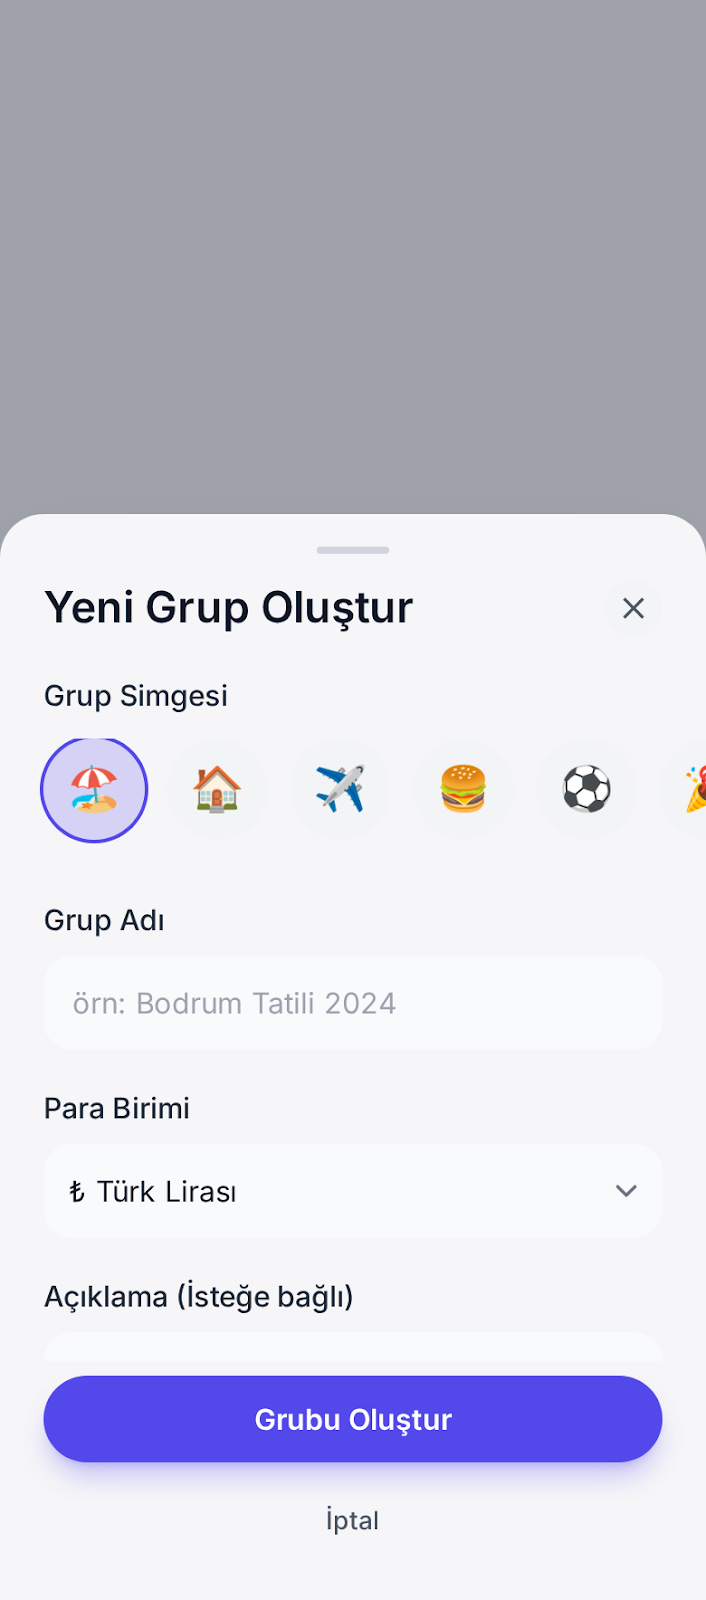 Yeni Grup Oluştur
Grup Simgesi
Grup Adı
örn: Bodrum Tatili 2024
Para Birimi
₺ Türk Lirası
Açıklama (İsteğe bağlı)
Grubu Oluştur
İptal